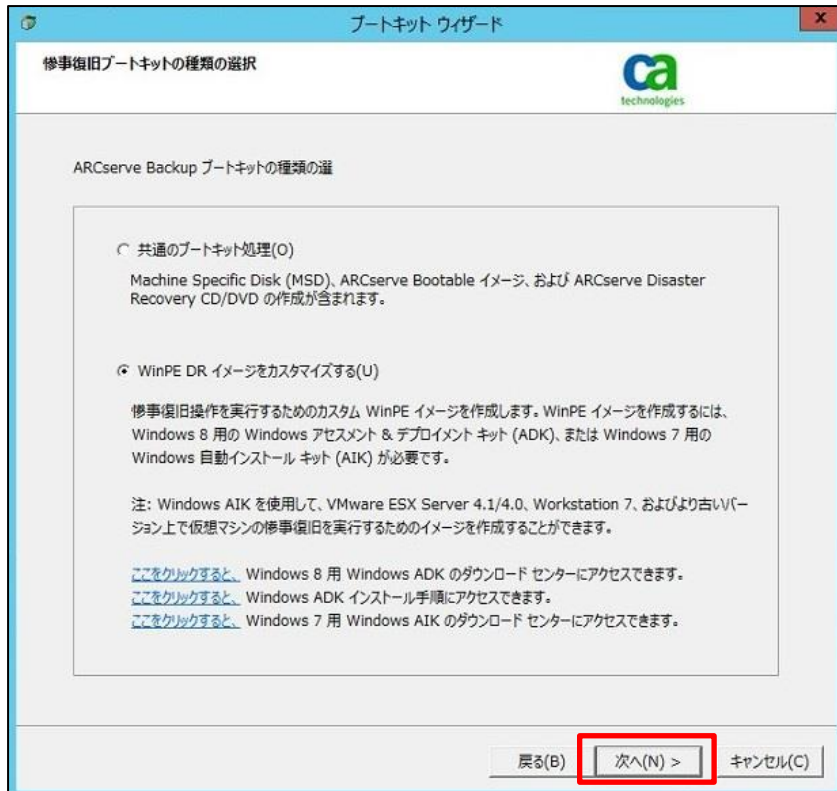 ブートキット ウィザード
x
惨事復旧ブートキットの種類の選択
ca
technologies
ARCserve Backup ブートキットの種類の選
共通のブートキット処理(O)
Machine Specific Disk (MSD)、ARCserve Bootable イメージ、および ARCserve Disaster
Recovery CD/DVD の作成が含まれます。
WinPE DR イメージをカスタマイズする(U)
惨事復旧操作を実行するためのカスタム WinPE イメージを作成します。WinPE イメージを作成するには、
Windows 8 用の Windows アセスメント & デプロイメント キット (ADK)、または Windows 7 用の
Windows 自動インストール キット (AIK) が必要です。
注: Windows AIK を使用して、VMware ESX Server 4.1/4.0、Workstation 7、およびより古いバー
ジョン上で仮想マシンの惨事復旧を実行するためのイメージを作成することができます。
ここをクリックすると、 Windows 8 用 Windows ADK のダウンロード センターにアクセスできます。
ここをクリックすると、 Windows ADK インストール手順にアクセスできます。
ここをクリックすると、 Windows 7 用 Windows AIK のダウンロード センターにアクセスできます。
戻る(B) 次へ(N) > キャンセル(C)